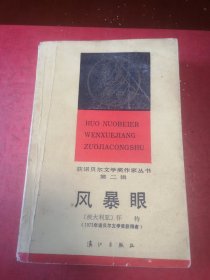 HUO NUOBEIER
WENXUEJIANG
ZUOJIACONGSHU
获诺贝尔文学奖作家丛书
第二辑
风暴眼
〔澳大利亚〕怀特
(1973年诺贝尔文学奖获得者)
漓江出版社